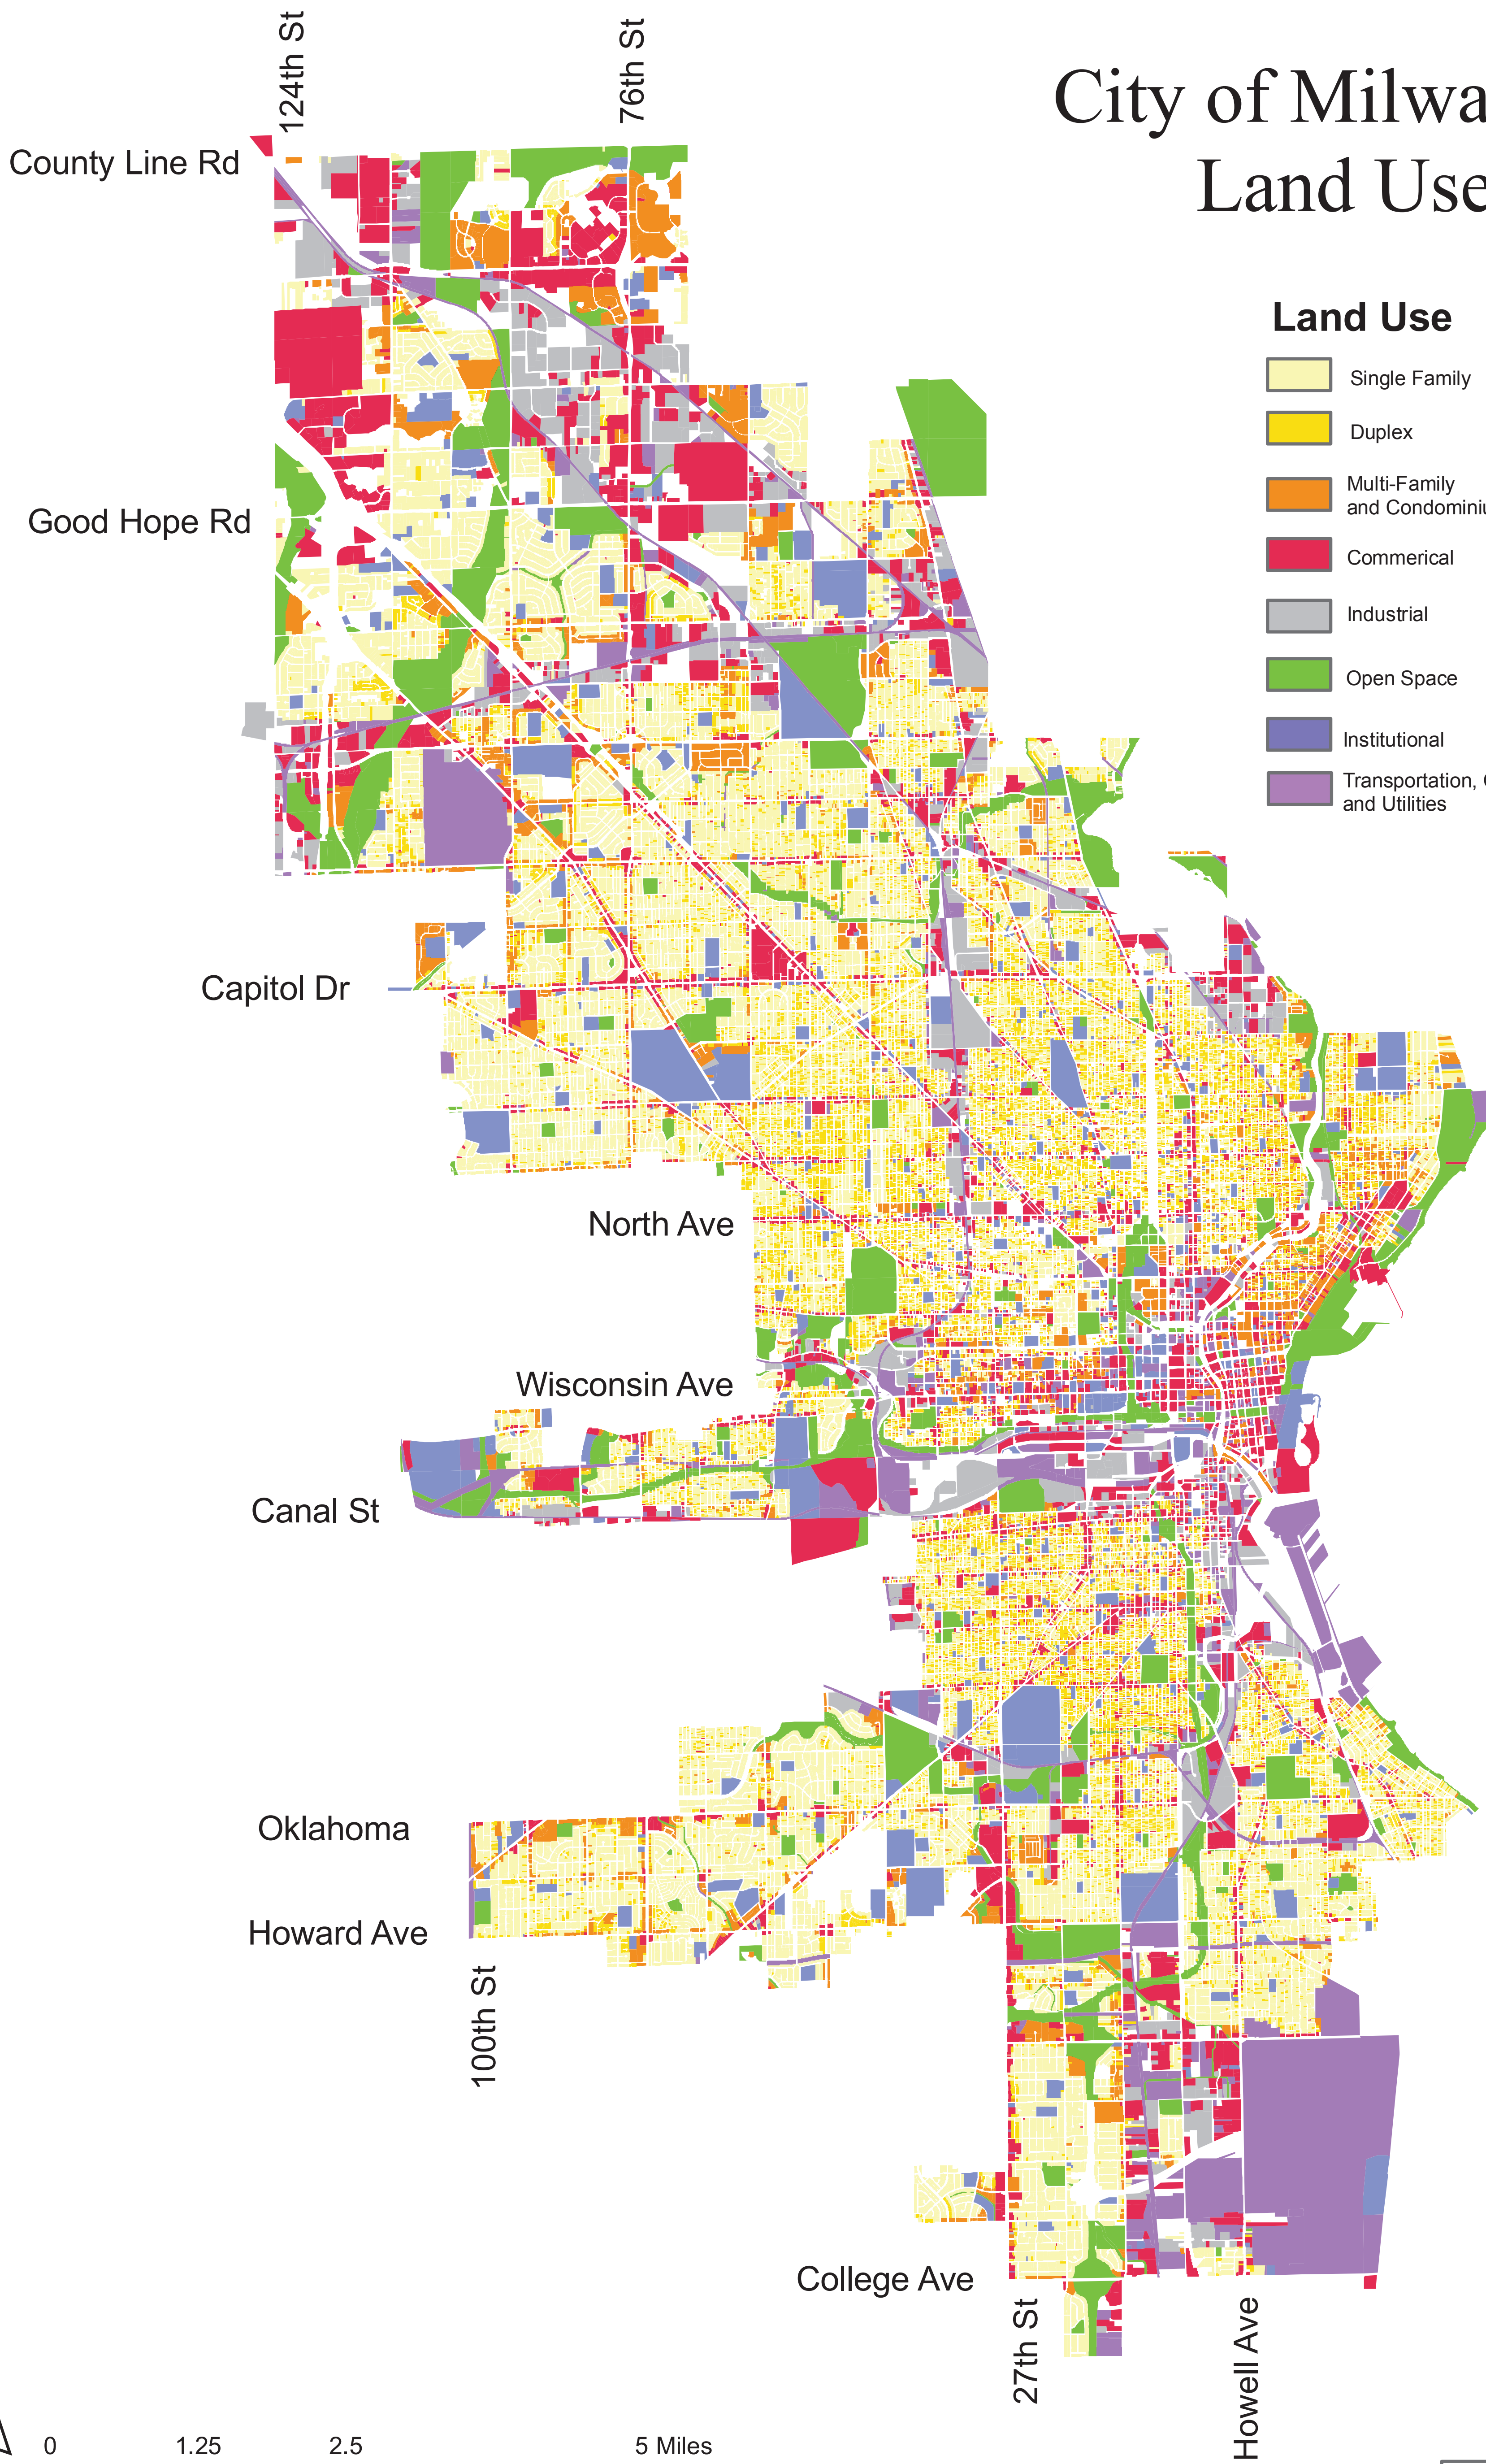 124th St
76th St
City of Milwa
Land Use
County Line Rd
Land Use
Single Family
Duplex
Multi-Family
and Condominiu
Commerical
Industrial
Open Space
Institutional
Transportation, C
and Utilities
Good Hope Rd
Capitol Dr
North Ave
Wisconsin Ave
Canal St
Oklahoma
Howard Ave
100th St
College Ave
27th St
Howell Ave
0 1.25 2.5 5 Miles